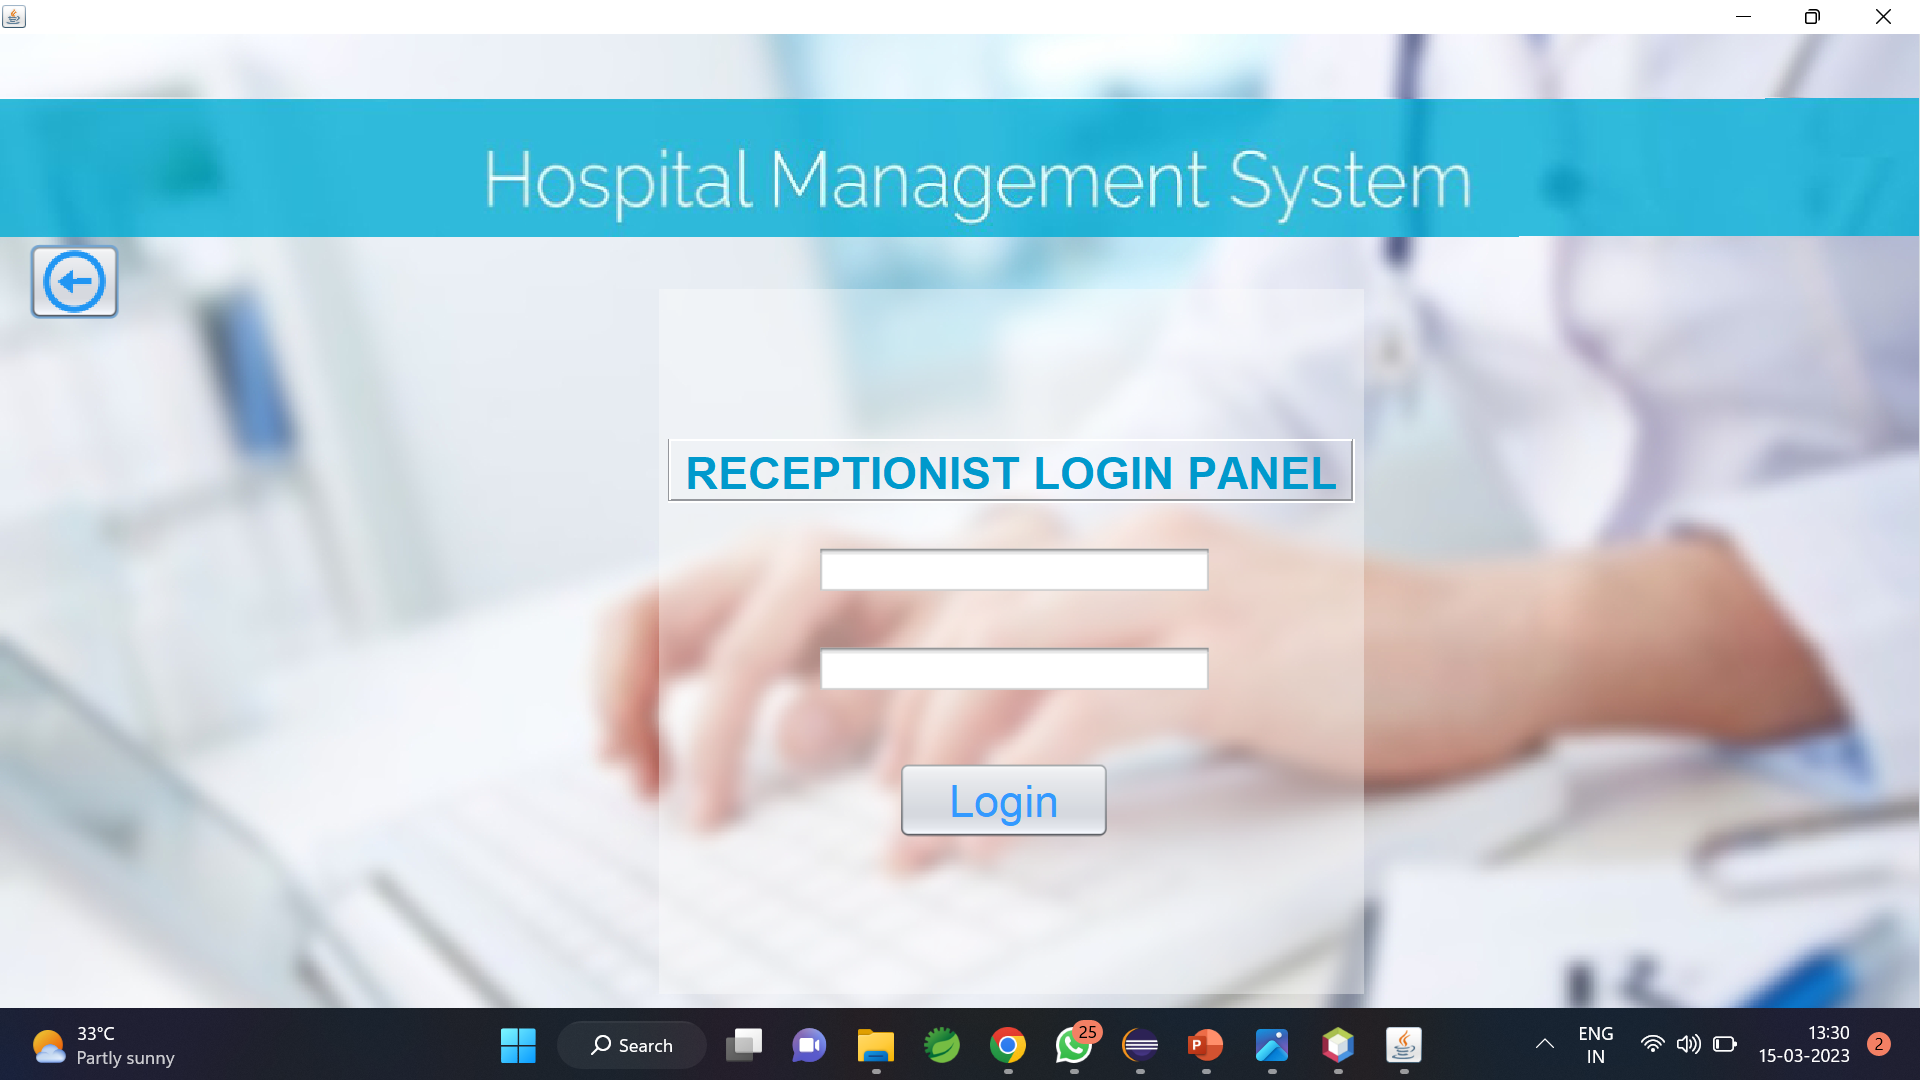 Hospital Management System
RECEPTIONIST LOGIN PANEL
Login
33°C
Partly sunny
Search
25
P
ENG
IN
13:30
15-03-2023
2